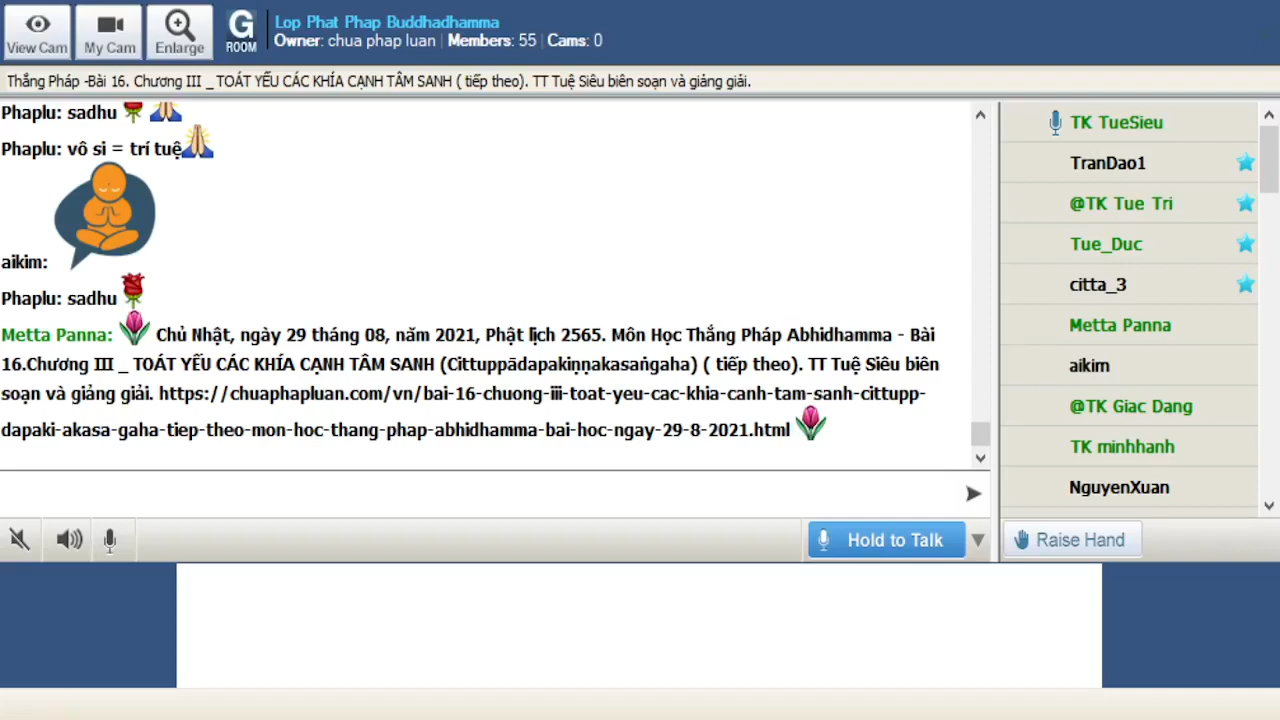 View Cam
My Cam
Enlarge
G
ROOM
Lop Phat Phap Buddhadhamma
Owner: chua phap luan | Members: 55 | Cams: 0
Thắng Pháp -Bài 16. Chương III _ TOÁT YẾU CÁC KHÍA CẠNH TÂM SANH ( tiếp theo). TT Tuệ Siêu biên soạn và giảng giải.
Phaplu: sadhu
Phaplu: vô si = trí tuệ
aikim:
Phaplu: sadhu
Metta Panna: Chủ Nhật, ngày 29 tháng 08, năm 2021, Phật lịch 2565. Môn Học Thắng Pháp Abhidhamma - Bài
16.Chương III _ TOÁT YẾU CÁC KHÍA CẠNH TÂM SANH (Cittuppādapakiṇṇakasaṅgaha) ( tiếp theo). TT Tuệ Siêu biên
soạn và giảng giải. https://chuaphapluan.com/vn/bai-16-chuong-iii-toat-yeu-cac-khia-canh-tam-sanh-cittupp-
dapaki-akasa-gaha-tiep-theo-mon-hoc-thang-phap-abhidhamma-bai-hoc-ngay-29-8-2021.html
TK TueSieu
TranDao1
@TK Tue Tri
Tue_Duc
citta_3
Metta Panna
aikim
@TK Giac Dang
TK minhhanh
NguyenXuan
Hold to Talk
Raise Hand